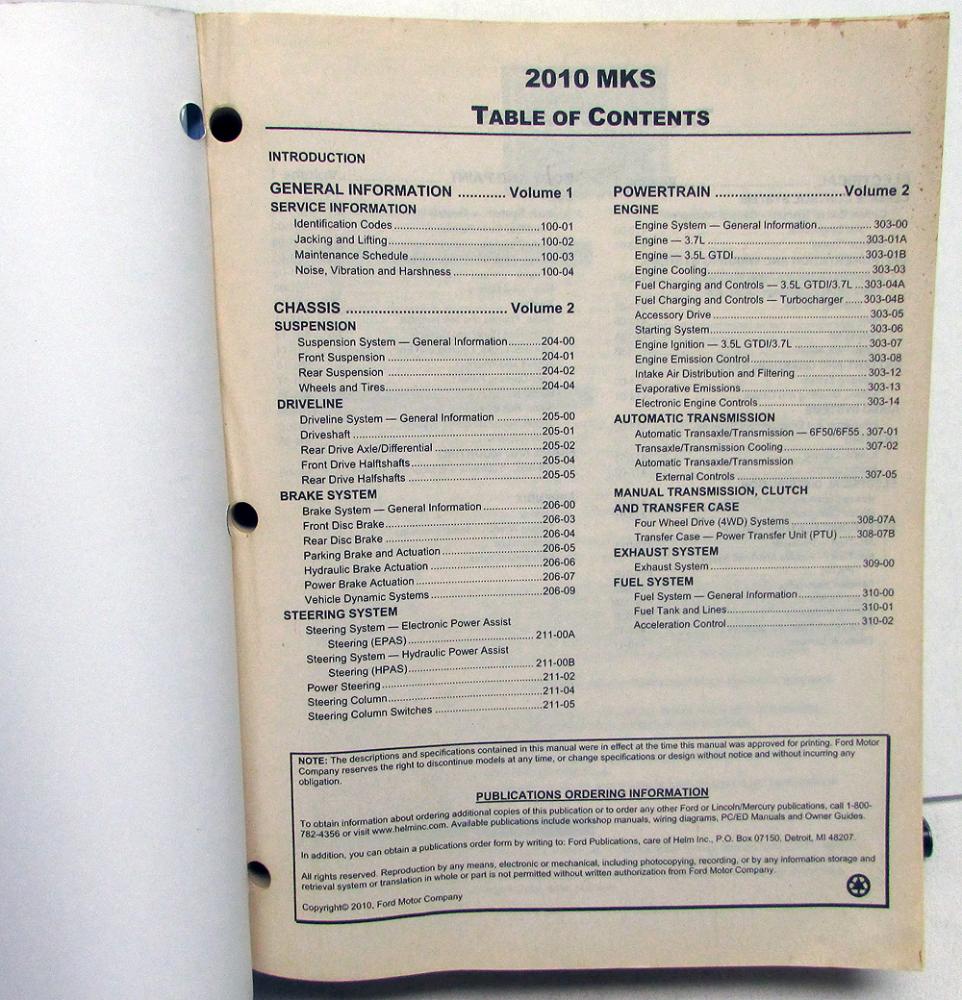 2010 MKS
TABLE OF CONTENTS
INTRODUCTION
GENERAL INFORMATION ............ Volume 1
SERVICE INFORMATION
Identification Codes ................................................ 100-01
Jacking and Lifting................................................... 100-02
Maintenance Schedule ............................................ 100-03
Noise, Vibration and Harshness ............................. 100-04
CHASSIS ........................................ Volume 2
SUSPENSION
Suspension System — General Information........... 204-00
Front Suspension .................................................... 204-01
Rear Suspension .................................................... 204-02
Wheels and Tires..................................................... 204-04
DRIVELINE
Driveline System — General Information ............... 205-00
Driveshaft ................................................................ 205-01
Rear Drive Axle/Differential ..................................... 205-02
Front Drive Halftshafts............................................. 205-04
Rear Drive Halfshafts .............................................. 205-05
BRAKE SYSTEM
Brake System — General Information .................... 206-00
Front Disc Brake...................................................... 206-03
Rear Disc Brake ...................................................... 206-04
Parking Brake and Actuation ................................... 206-05
Hydraulic Brake Actuation ....................................... 206-06
Power Brake Actuation ............................................ 206-07
Vehicle Dynamic Systems ....................................... 206-09
STEERING SYSTEM
Steering System — Electronic Power Assist
Steering (EPAS)................................................ 211-00A
Steering System — Hydraulic Power Assist
Steering (HPAS)................................................ 211-00B
Power Steering........................................................ 211-02
Steering Column...................................................... 211-04
Steering Column Switches ...................................... 211-05
POWERTRAIN ...........................Volume 2
ENGINE
Engine System — General Information................ 303-00
Engine — 3.7L ..................................................... 303-01A
Engine — 3.5L GTDI............................................ 303-01B
Engine Cooling..................................................... 303-03
Fuel Charging and Controls — 3.5L GTDI/3.7L ... 303-04A
Fuel Charging and Controls — Turbocharger ...... 303-04B
Accessory Drive ................................................... 303-05
Starting System.................................................... 303-06
Engine Ignition — 3.5L GTDI/3.7L ....................... 303-07
Engine Emission Control...................................... 303-08
Intake Air Distribution and Filtering ...................... 303-12
Evaporative Emissions......................................... 303-13
Electronic Engine Controls................................... 303-14
AUTOMATIC TRANSMISSION
Automatic Transaxle/Transmission — 6F50/6F55 . 307-01
Transaxle/Transmission Cooling.......................... 307-02
Automatic Transaxle/Transmission
External Controls ............................................ 307-05
MANUAL TRANSMISSION, CLUTCH
AND TRANSFER CASE
Four Wheel Drive (4WD) Systems ..................... 308-07A
Transfer Case — Power Transfer Unit (PTU) ..... 308-07B
EXHAUST SYSTEM
Exhaust System ................................................... 309-00
FUEL SYSTEM
Fuel System — General Information.................... 310-00
Fuel Tank and Lines............................................. 310-01
Acceleration Control............................................. 310-02
NOTE: The descriptions and specifications contained in this manual were in effect at the time this manual was approved for printing. Ford Motor
Company reserves the right to discontinue models at any time, or change specifications or design without notice and without incurring any
obligation.
PUBLICATIONS ORDERING INFORMATION
To obtain information about ordering additional copies of this publication or to order any other Ford or Lincoln/Mercury publications, call 1-800-
782-4356 or visit www.helminc.com. Available publications include workshop manuals, wiring diagrams, PC/ED Manuals and Owner Guides.
In addition, you can obtain a publications order form by writing to: Ford Publications, care of Helm Inc., P.O. Box 07150, Detroit, MI 48207.
All rights reserved. Reproduction by any means, electronic or mechanical, including photocopying, recording, or by any information storage and
retrieval system or translation in whole or part is not permitted without written authorization from Ford Motor Company.
Copyright© 2010, Ford Motor Company